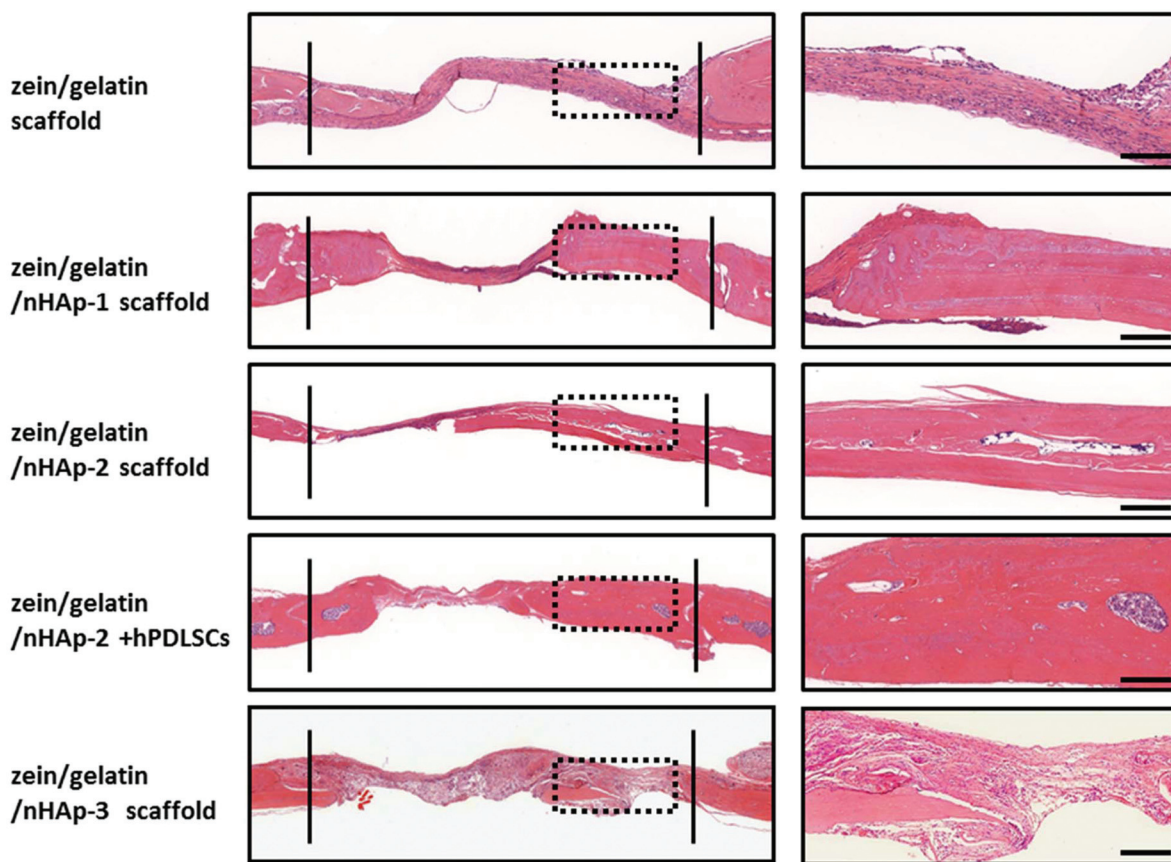 zein/gelatin
scaffold
zein/gelatin
/nHAp-1 scaffold
zein/gelatin
/nHAp-2 scaffold
zein/gelatin
/nHAp-2 +hPDLSCs
zein/gelatin
/nHAp-3 scaffold